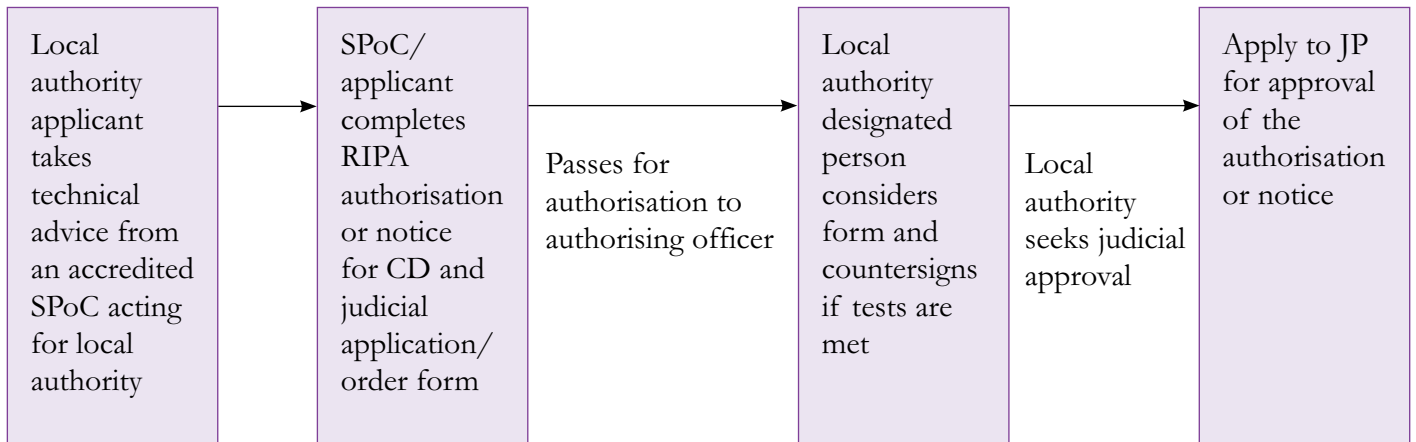 Local
authority
applicant
takes
technical
advice from
an accredited
SPoC acting
for local
authority
SPoC/
applicant
completes
RIPA
authorisation
or notice
for CD and
judicial
application/
order form
Passes for
authorisation to
authorising officer
Local
authority
designated
person
considers
form and
countersigns
if tests are
met
Local
authority
seeks judicial
approval
Apply to JP
for approval
of the
authorisation
or notice